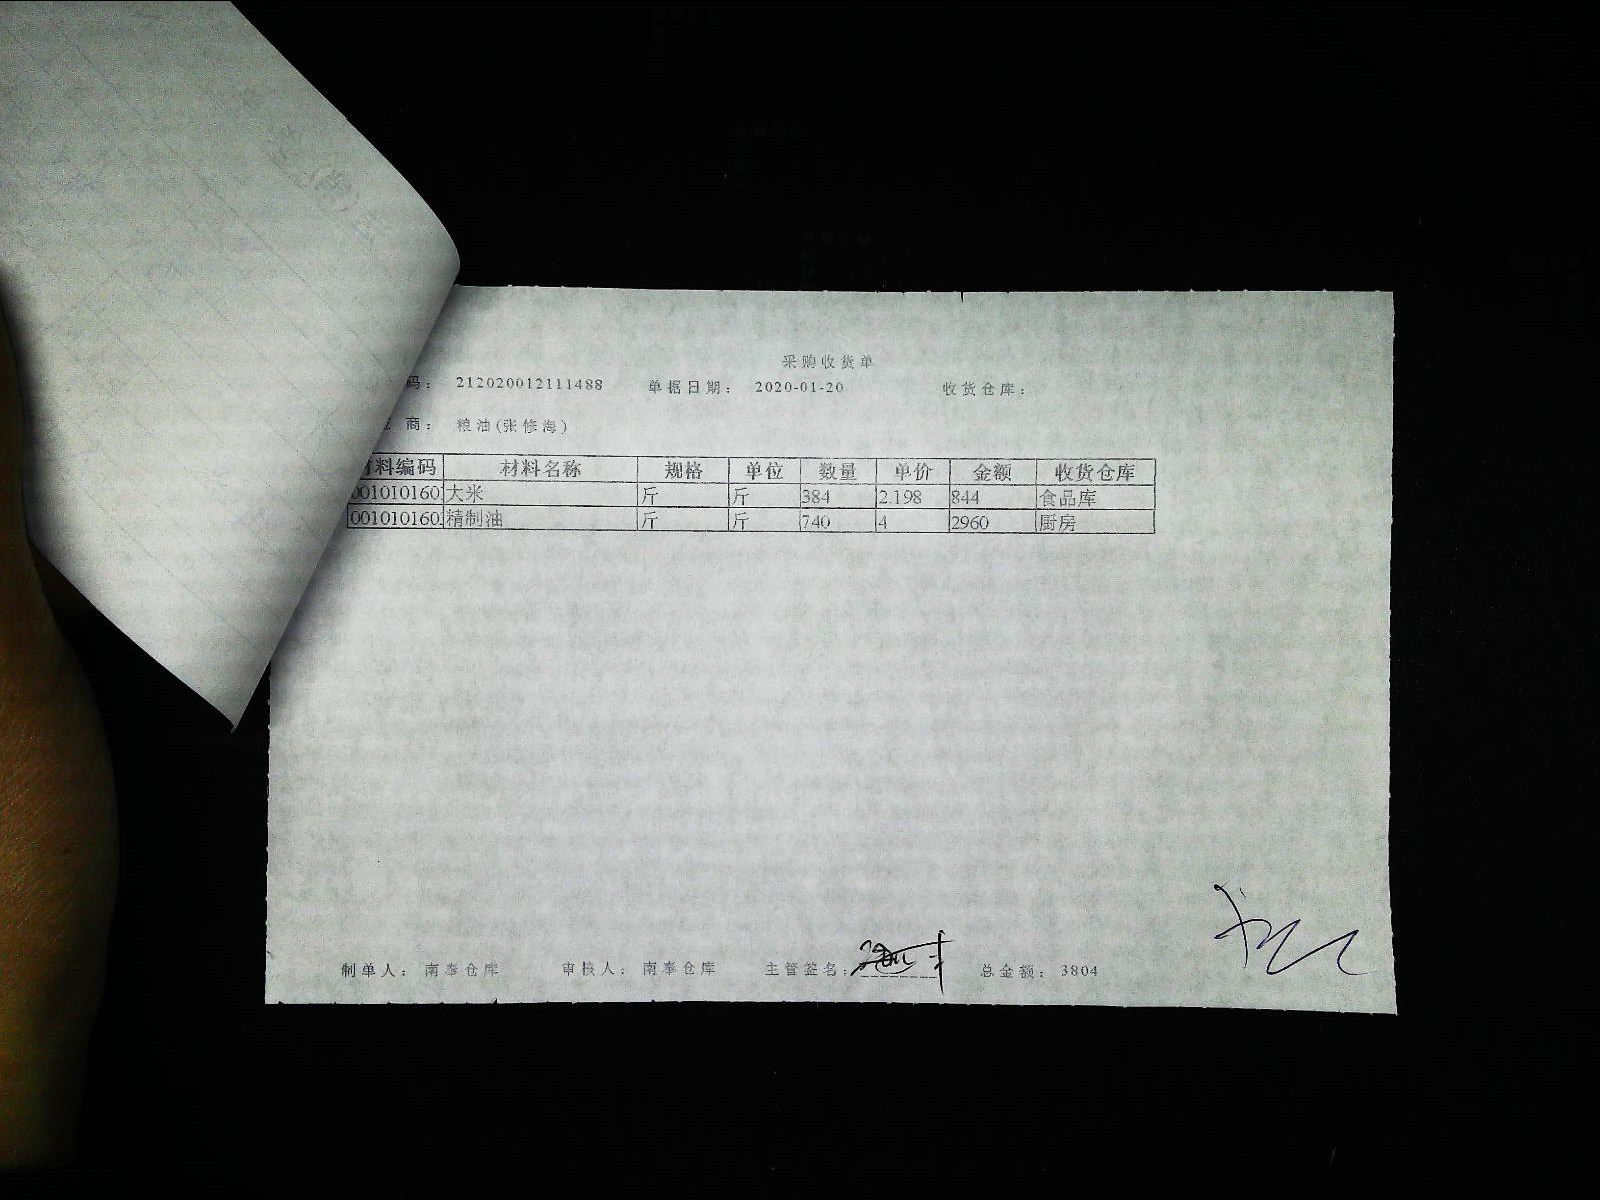 采购收货单
码: 212020012111488 单据日期: 2020-01-20 收货仓库:
商: 粮油(张修海)
材料编码 材料名称 规格 单位 数量 单价 金额 收货仓库
001010160 大米 斤 斤 384 2.198 844 食品库
001010160 精制油 斤 斤 740 4 2960 厨房
制单人: 南奉仓库 审核人: 南奉仓库 主管签名: 总金额: 3804